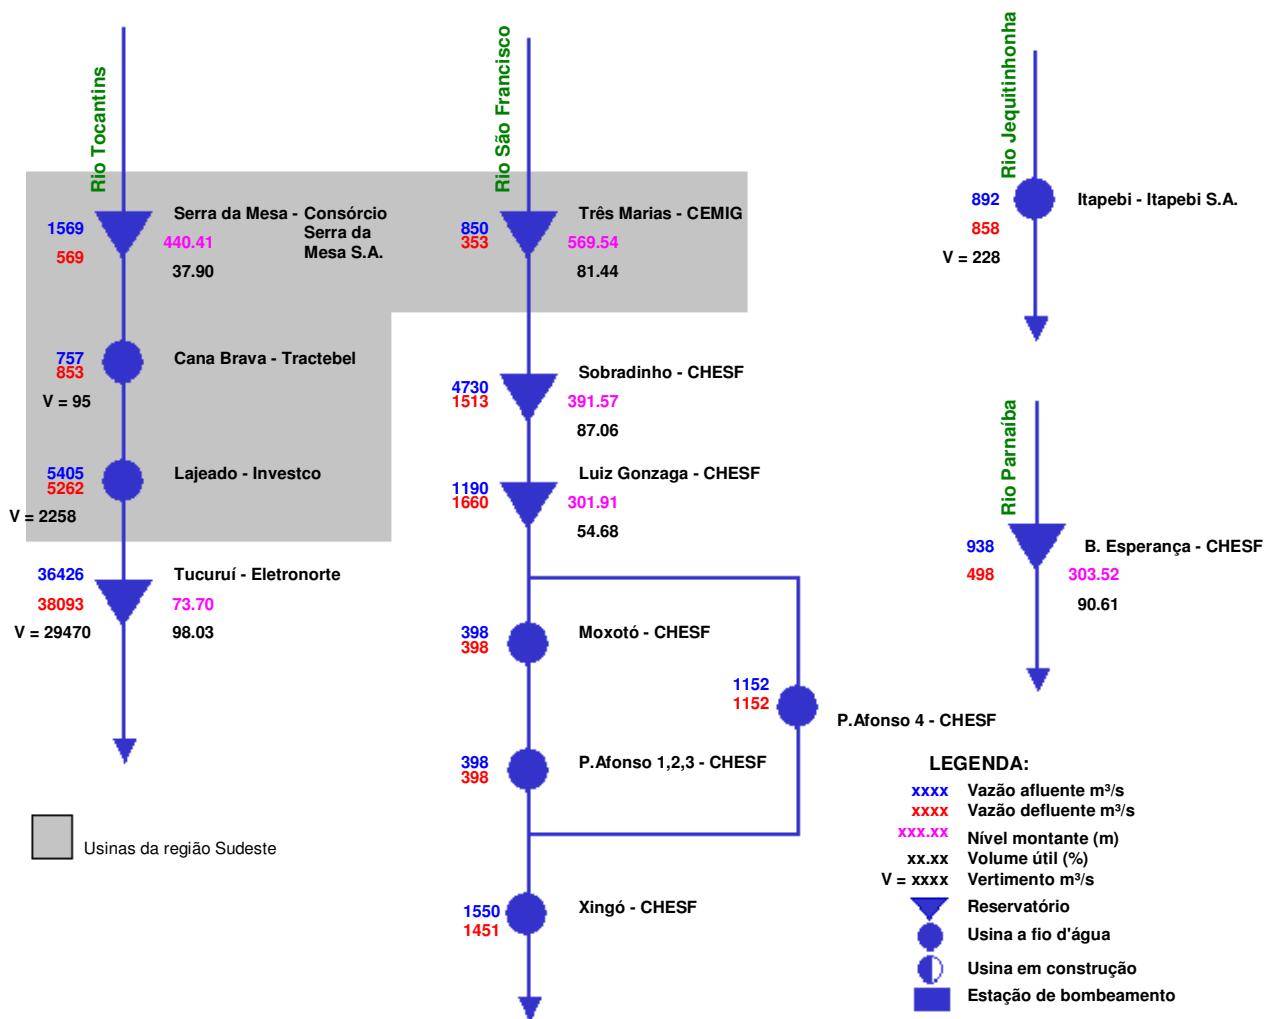 Rio Tocantins
1569
569
Serra da Mesa - Consórcio
Serra da
Mesa S.A.
440.41
37.90
757
853
V = 95
Cana Brava - Tractebel
5405
5262
V = 2258
Lajeado - Investco
36426
38093
V = 29470
Tucuruí - Eletronorte
73.70
98.03
Usinas da região Sudeste
Rio São Francisco
850
353
Três Marias - CEMIG
569.54
81.44
4730
1513
Sobradinho - CHESF
391.57
87.06
1190
1660
Luiz Gonzaga - CHESF
301.91
54.68
398
398
Moxotó - CHESF
1152
1152
P.Afonso 4 - CHESF
398
398
P.Afonso 1,2,3 - CHESF
1550
1451
Xingó - CHESF
Rio Jequitinhonha
892
858
V = 228
Itapebi - Itapebi S.A.
Rio Parnaíba
938
498
B. Esperança - CHESF
303.52
90.61
LEGENDA:
xxxx Vazão afluente m³/s
xxxx Vazão defluente m³/s
xxx.xx Nível montante (m)
xx.xx Volume útil (%)
V = xxxx Vertimento m³/s
Reservatório
Usina a fio d'água
Usina em construção
Estação de bombeamento